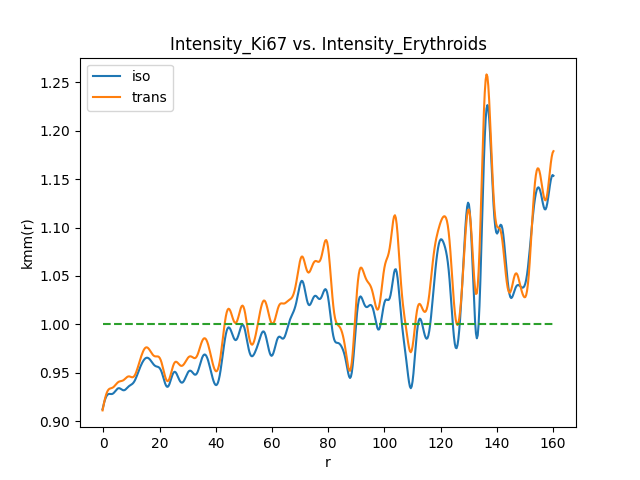 Intensity_Ki67 vs. Intensity_Erythroids
iso
trans
kmm(r)
1.25
1.20
1.15
1.10
1.05
1.00
0.95
0.90
0 20 40 60 80 100 120 140 160
r